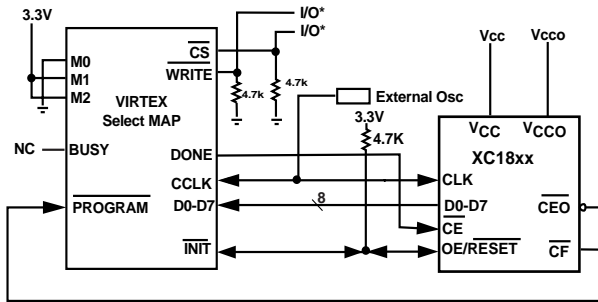 I/O*
I/O*
3.3V
M0
M1
M2
CS
WRITE
4.7k
4.7k
VIRTEX
Select MAP
External Osc
Vcc
Vcco
3.3V
4.7K
VCC
VCCO
XC18xx
NC
BUSY
DONE
CCLK
CLK
PROGRAM
D0-D7
8
D0-D7
CEO
CE
INIT
OE/RESET
CF